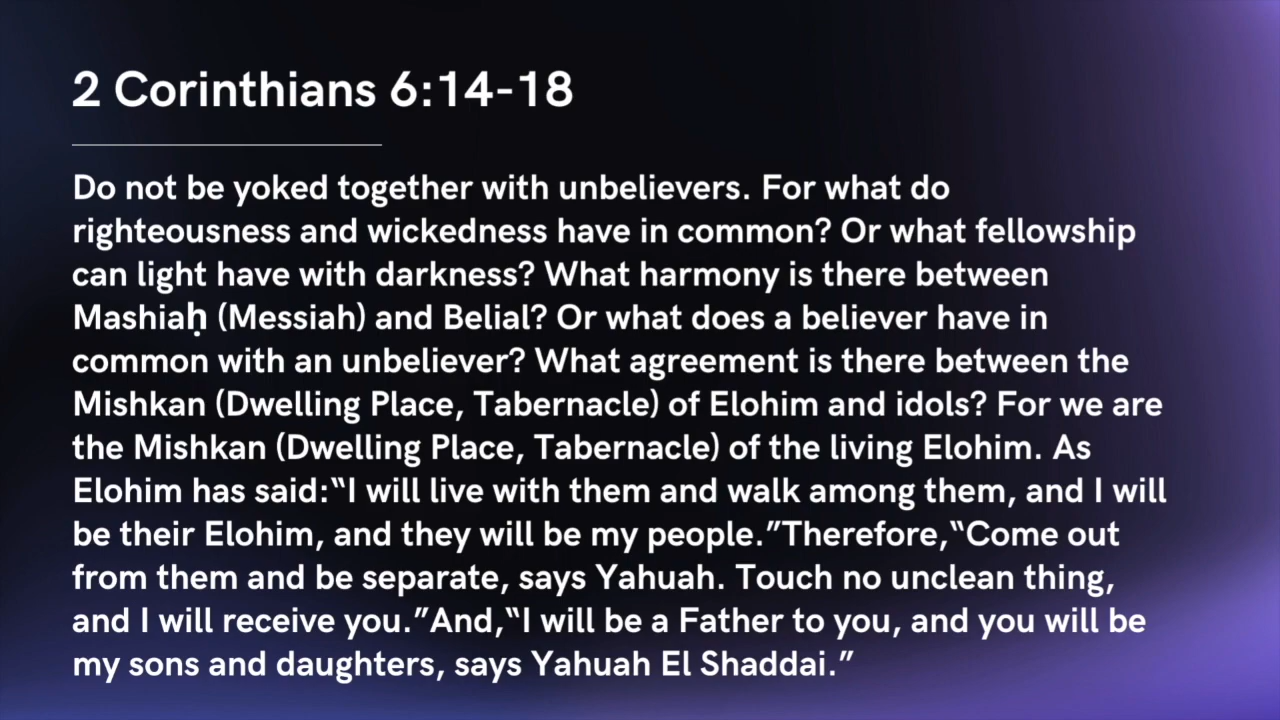 2 Corinthians 6:14-18
Do not be yoked together with unbelievers. For what do
righteousness and wickedness have in common? Or what fellowship
can light have with darkness? What harmony is there between
Mashiaḥ (Messiah) and Belial? Or what does a believer have in
common with an unbeliever? What agreement is there between the
Mishkan (Dwelling Place, Tabernacle) of Elohim and idols? For we are
the Mishkan (Dwelling Place, Tabernacle) of the living Elohim. As
Elohim has said:“I will live with them and walk among them, and I will
be their Elohim, and they will be my people.”Therefore,“Come out
from them and be separate, says Yahuah. Touch no unclean thing,
and I will receive you.”And,“I will be a Father to you, and you will be
my sons and daughters, says Yahuah El Shaddai.”